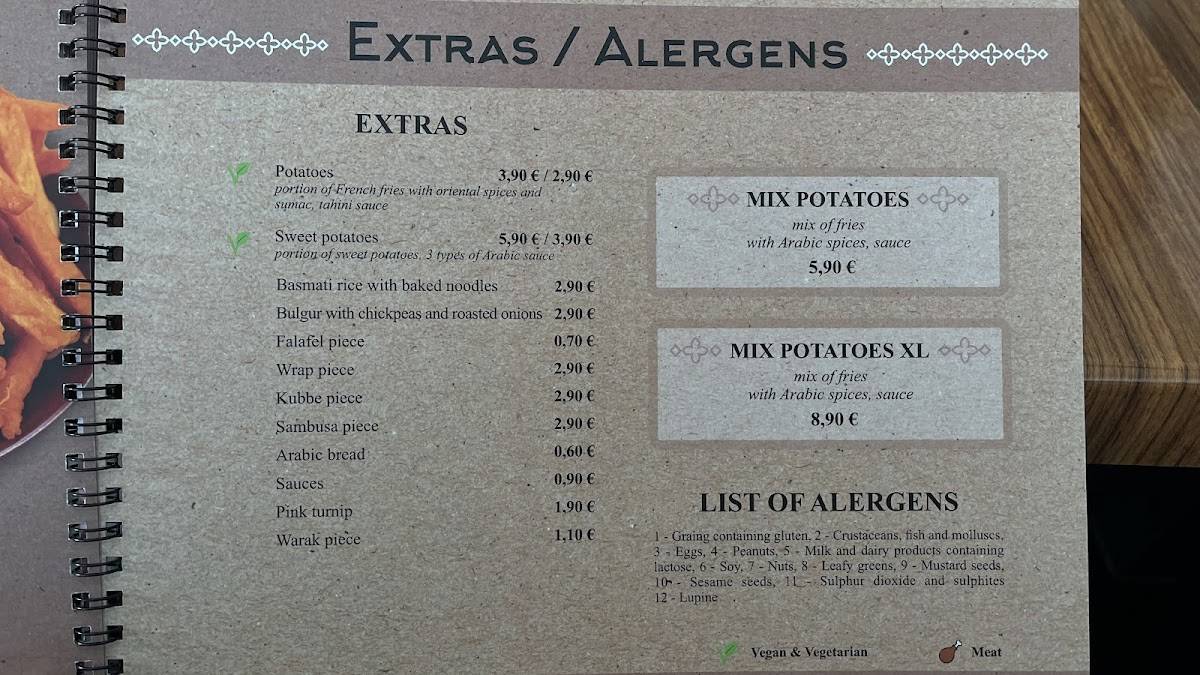 EXTRAS / ALERGENS
EXTRAS
Potatoes 3,90 € / 2,90 €
portion of French fries with oriental spices and
sumac, tahini sauce
Sweet potatoes 5,90 € / 3,90 €
portion of sweet potatoes, 3 types of Arabic sauce
Basmati rice with baked noodles 2,90 €
Bulgur with chickpeas and roasted onions 2,90 €
Falafel piece 0,70 €
Wrap piece 2,90 €
Kubbe piece 2,90 €
Sambusa piece 2,90 €
Arabic bread 0,60 €
Sauces 0,90 €
Pink turnip 1,90 €
Warak piece 1,10 €
MIX POTATOES
mix of fries
with Arabic spices, sauce
5,90 €
MIX POTATOES XL
mix of fries
with Arabic spices, sauce
8,90 €
LIST OF ALERGENS
1 - Graing containing gluten, 2 - Crustaceans, fish and molluscs,
3 - Eggs, 4 - Peanuts, 5 - Milk and dairy products containing
lactose, 6 - Soy, 7 - Nuts, 8 - Leafy greens, 9 - Mustard seeds,
10 - Sesame seeds, 11 - Sulphur dioxide and sulphites
12 - Lupine
Vegan & Vegetarian
Meat